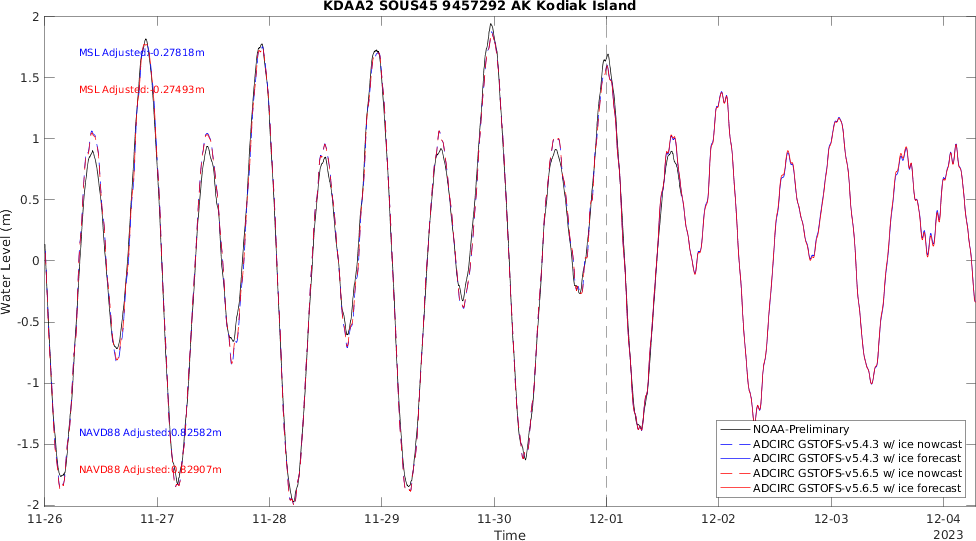 KDAA2 SOUS45 9457292 AK Kodiak Island
2
1.5
1
0.5
0
-0.5
-1
-1.5
-2
Water Level (m)
MSL Adjusted:-0.27818m
MSL Adjusted:-0.27493m
NAVD88 Adjusted:0.82582m
NAVD88 Adjusted:0.82907m
NOAA-Preliminary
ADCIRC GSTOFS-v5.4.3 w/ ice nowcast
ADCIRC GSTOFS-v5.4.3 w/ ice forecast
ADCIRC GSTOFS-v5.6.5 w/ ice nowcast
ADCIRC GSTOFS-v5.6.5 w/ ice forecast
11-26 11-27 11-28 11-29 11-30 12-01 12-02 12-03 12-04
Time
2023